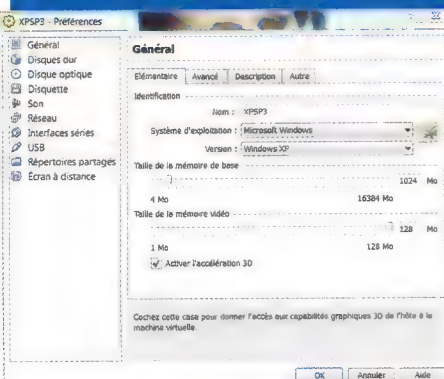 XPSP3 - Préférences
Général
Disques dur
Disque optique
Disquette
Son
Réseau
Interfaces séries
USB
Répertoires partagés
Écran à distance
Général
Elémentaire Avancé Description Autre
Identification
Nom : XPSP3
Système d'exploitation : Microsoft Windows
Version : Windows XP
Taille de la mémoire de base
1024 Mo
4 Mo 16384 Mo
Taille de la mémoire vidéo
128 Mo
1 Mo 128 Mo
Activer l'accélération 3D
Cochez cette case pour donner l'accès aux capabilités graphiques 3D de l'hôte à la
machine virtuelle.
OK Annuler Aide